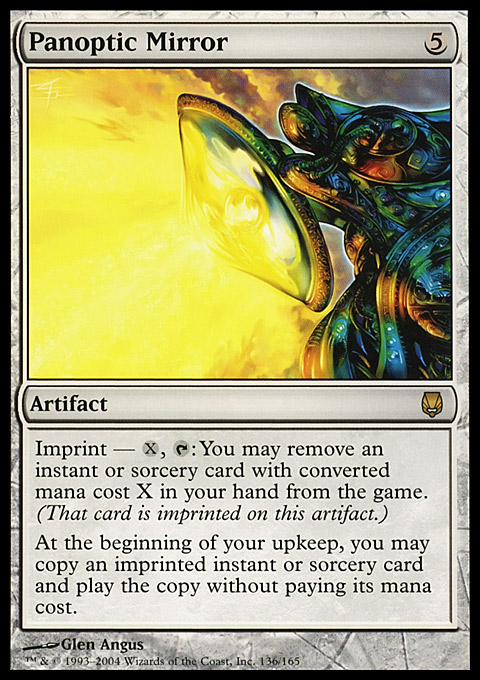 Panoptic Mirror 5
Artifact
Imprint — X, : You may remove an
instant or sorcery card with converted
mana cost X in your hand from the game.
(That card is imprinted on this artifact.)
At the beginning of your upkeep, you may
copy an imprinted instant or sorcery card
and play the copy without paying its mana
cost.
Glen Angus
™ & © 1993–2004 Wizards of the Coast, Inc. 136/165